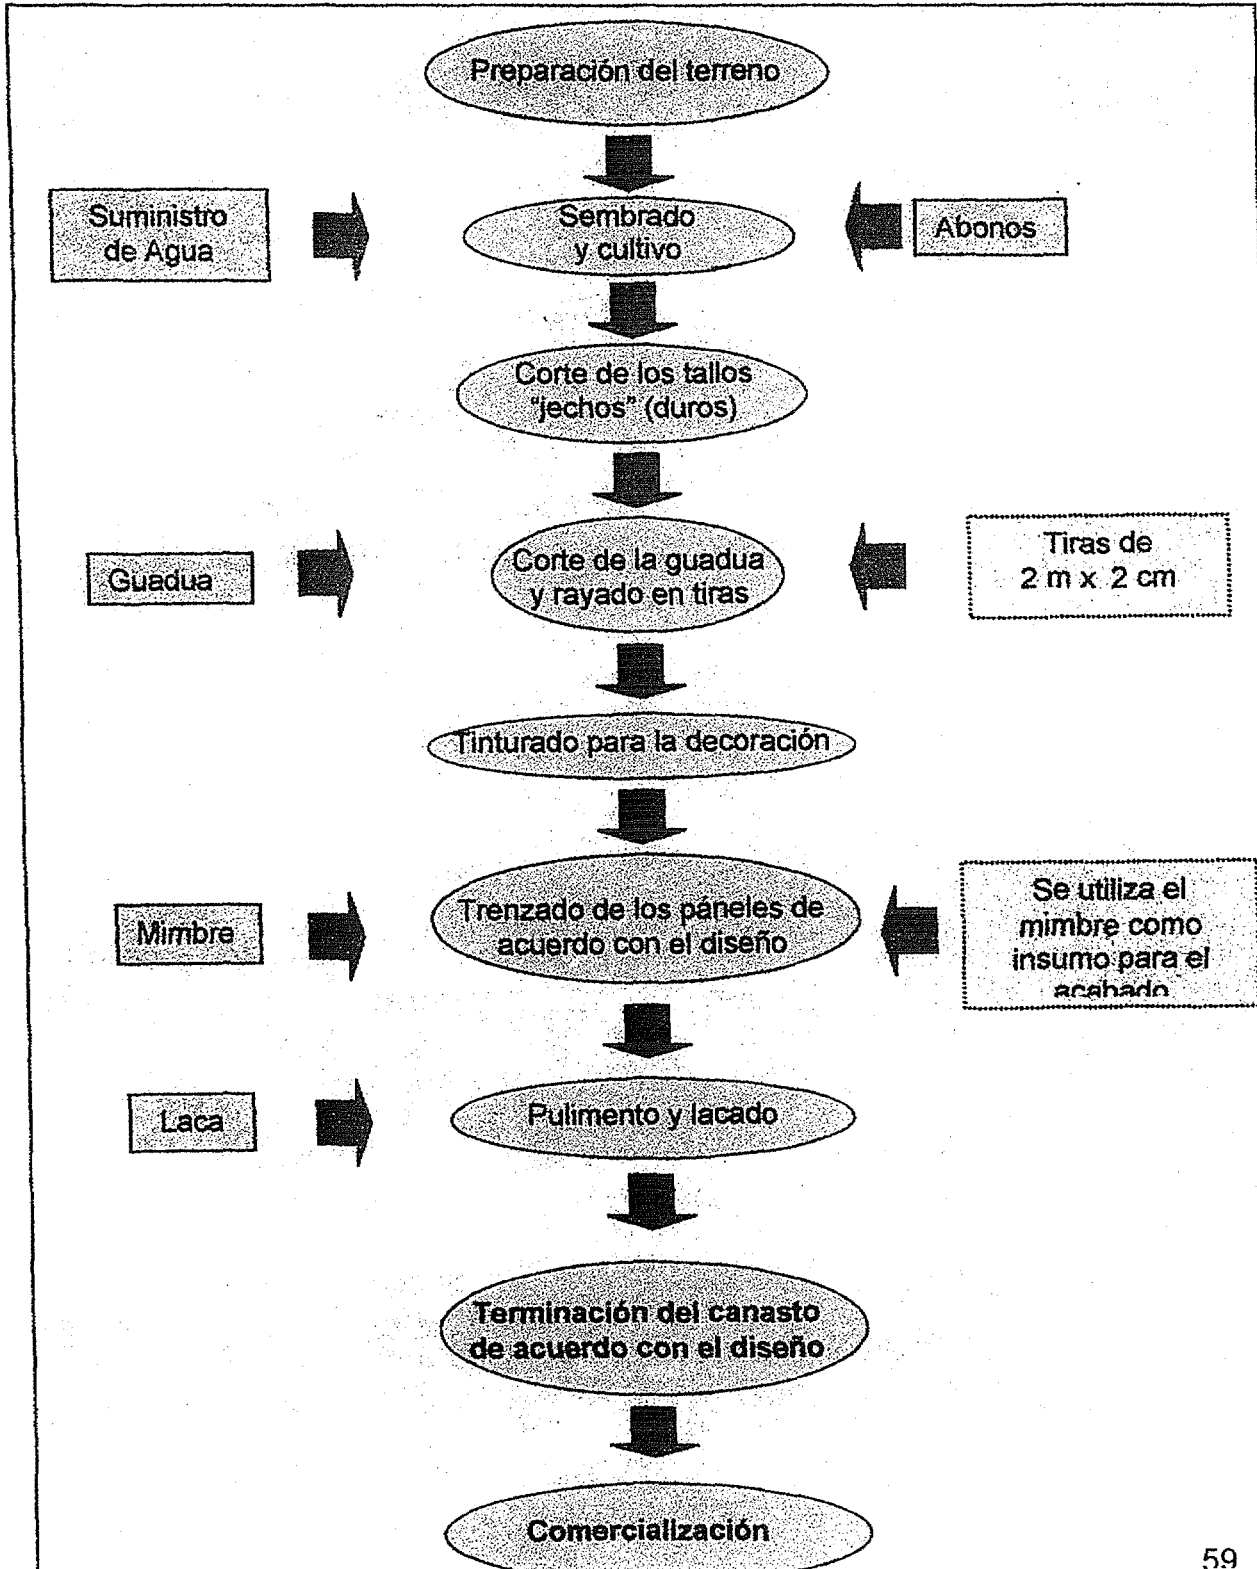 Preparación del terreno
Suministro
de Agua
Sembrado
y cultivo
Abonos
Corte de los tallos
"jechos" (duros)
Guadua
Corte de la guadua
y rayado en tiras
Tiras de
2 m x 2 cm
Tinturado para la decoración
Mimbre
Trenzado de los páneles de
acuerdo con el diseño
Se utiliza el
mimbre como
insumo para el
acabado
Laca
Pulimento y lacado
Terminación del canasto
de acuerdo con el diseño
Comercialización
59